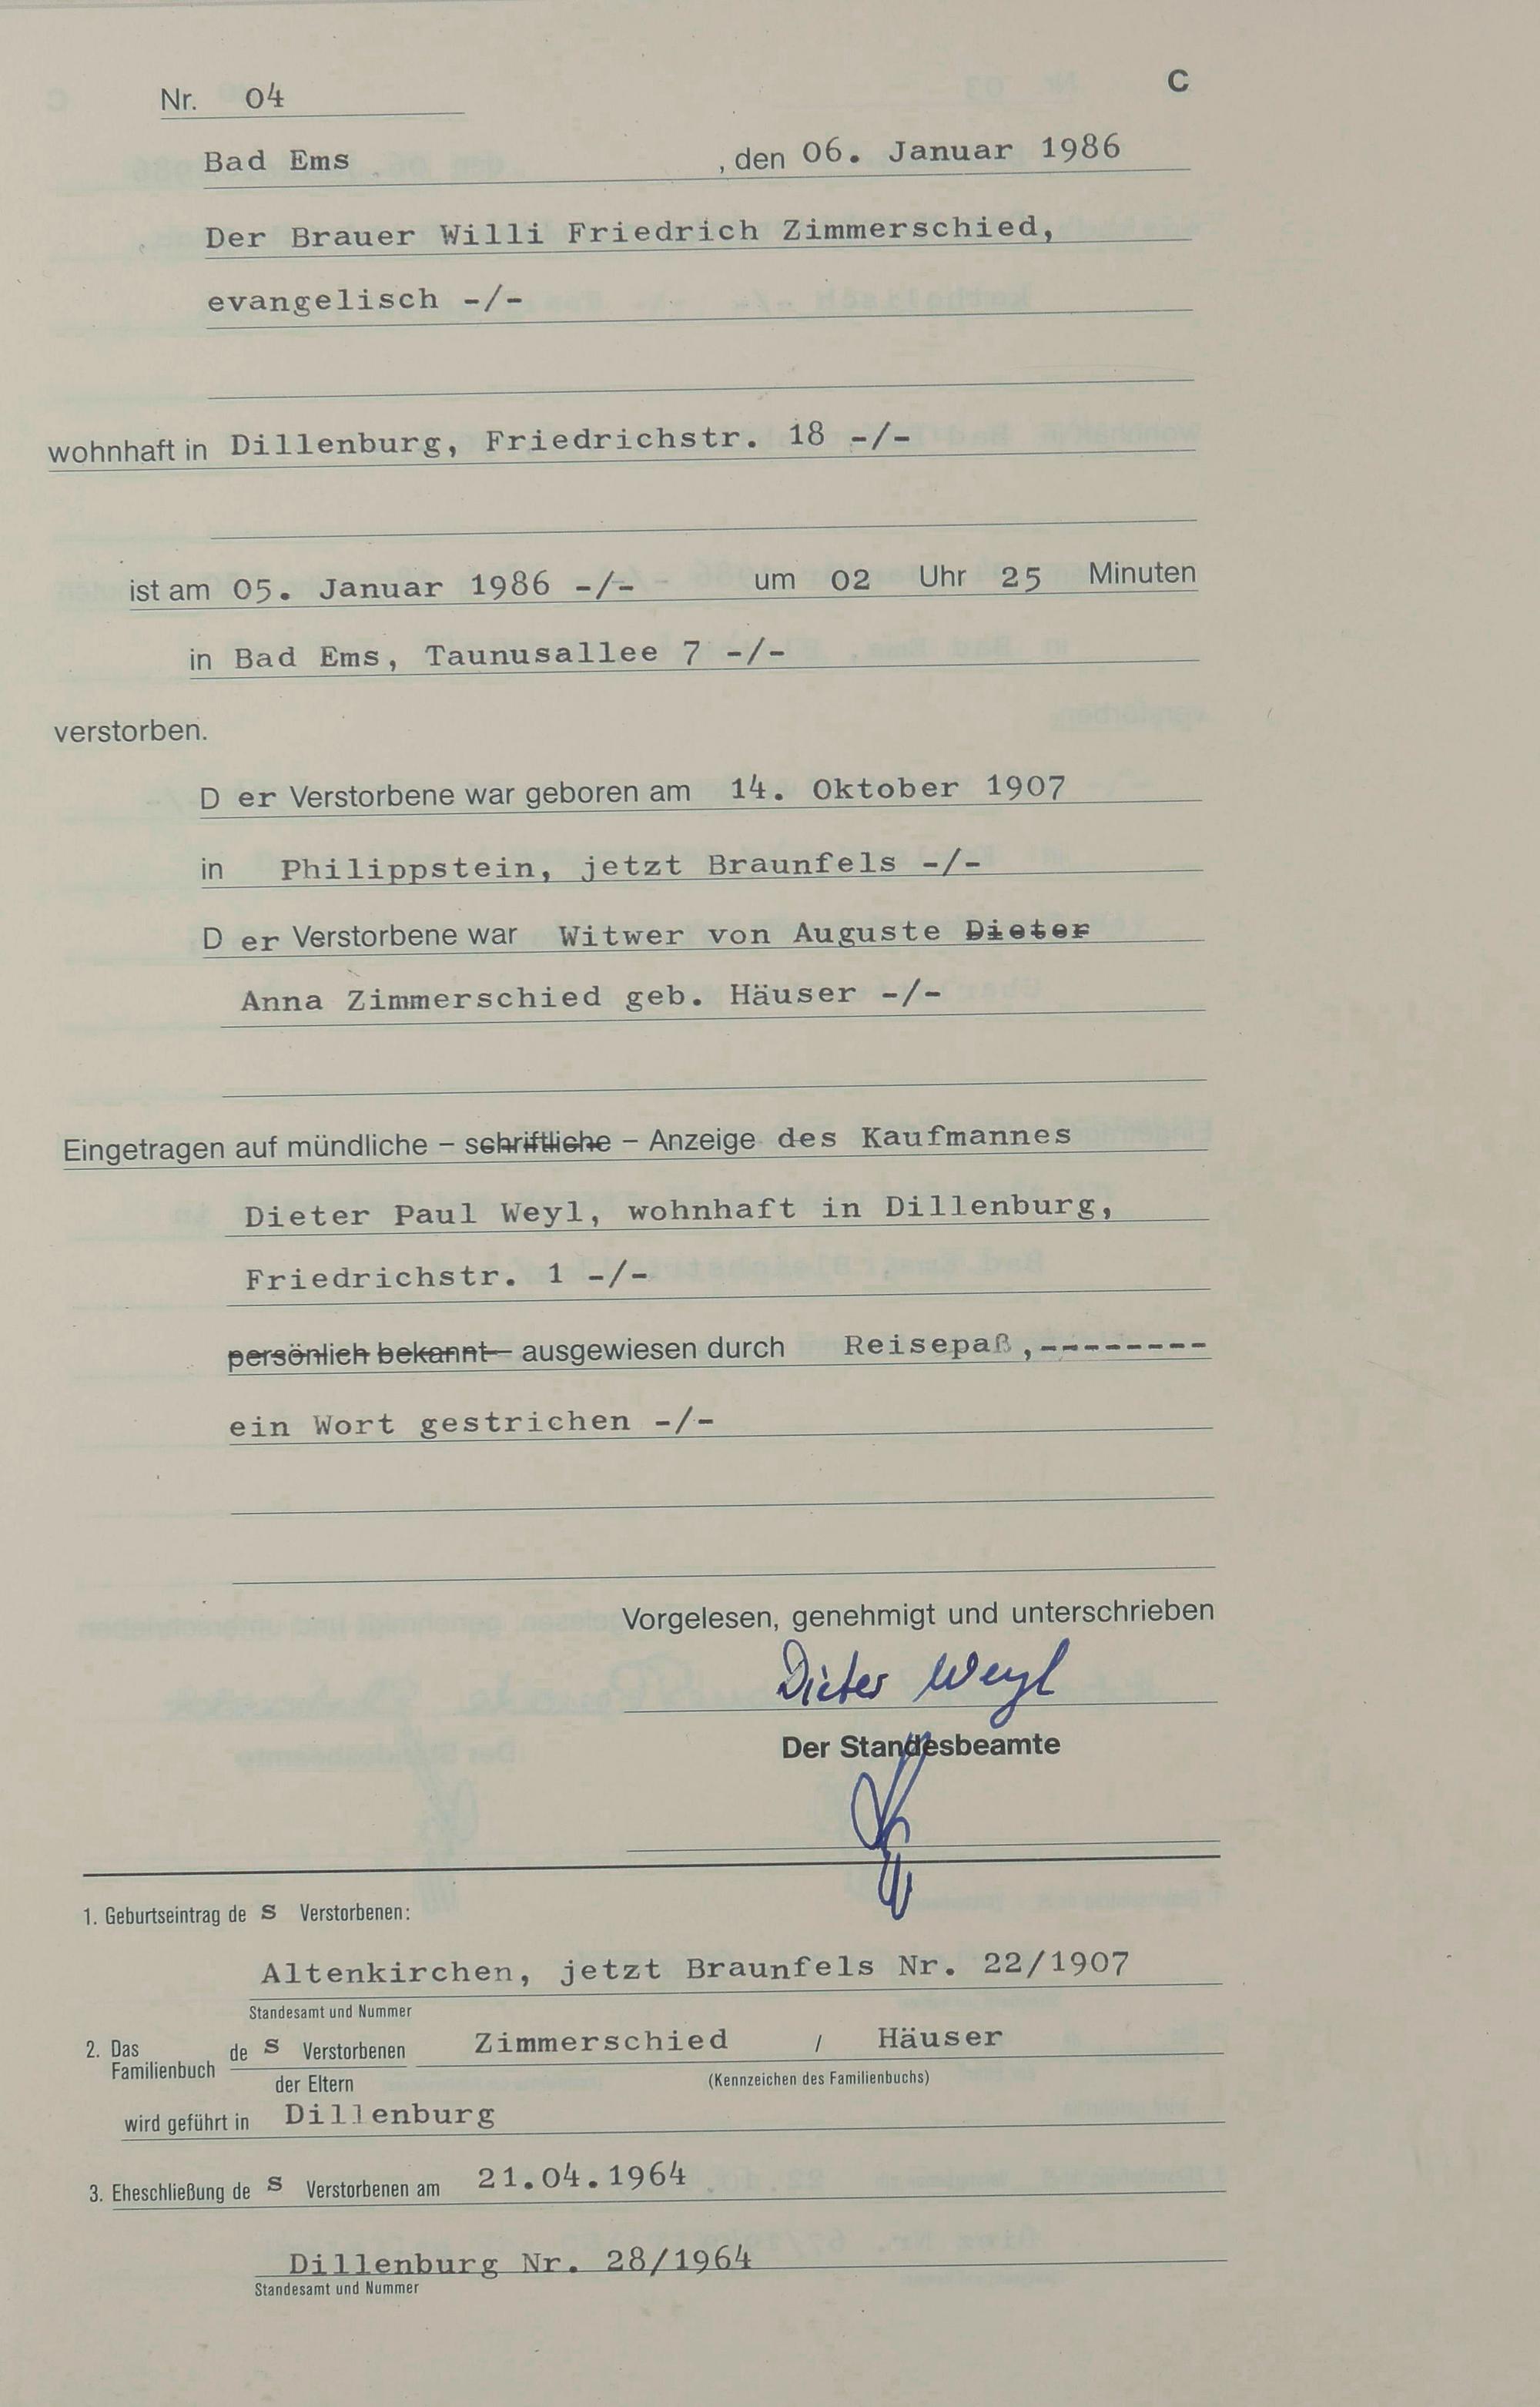 C
Nr. 04
Bad Ems , den 06. Januar 1986
Der Brauer Willi Friedrich Zimmerschied,
evangelisch -/-
wohnhaft in Dillenburg, Friedrichstr. 18 -/-
ist am 05. Januar 1986 -/- um 02 Uhr 25 Minuten
in Bad Ems, Taunusallee 7 -/-
verstorben.
D er Verstorbene war geboren am 14. Oktober 1907
in Philippstein, jetzt Braunfels -/-
D er Verstorbene war Witwer von Auguste Dieter
Anna Zimmerschied geb. Häuser -/-
Eingetragen auf mündliche – schriftliche – Anzeige des Kaufmannes
Dieter Paul Weyl, wohnhaft in Dillenburg,
Friedrichstr. 1 -/-
persönlich bekannt – ausgewiesen durch Reisepaß,--------
ein Wort gestrichen -/-
Vorgelesen, genehmigt und unterschrieben
Dieter Weyl
Der Standesbeamte
1. Geburtseintrag de s Verstorbenen:
Altenkirchen, jetzt Braunfels Nr. 22/1907
Standesamt und Nummer
2. Das Familienbuch de s Verstorbenen Zimmerschied / Häuser
der Eltern (Kennzeichen des Familienbuchs)
wird geführt in Dillenburg
3. Eheschließung de s Verstorbenen am 21.04.1964
Dillenburg Nr. 28/1964
Standesamt und Nummer